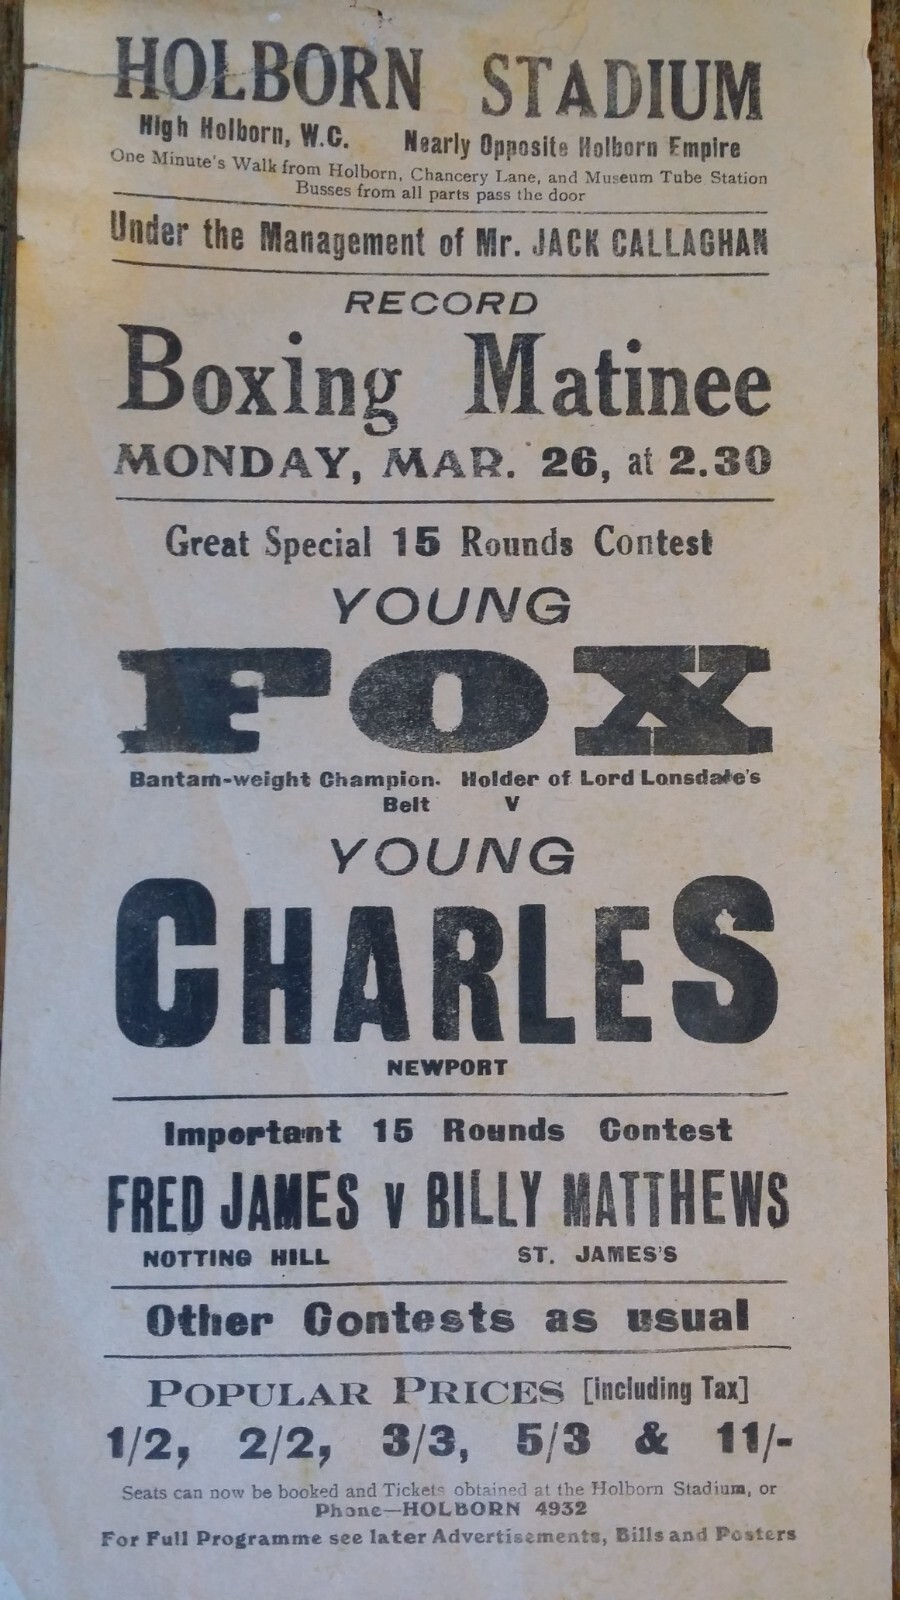 HOLBORN STADIUM
High Holborn, W.C. Nearly Opposite Holborn Empire
One Minute's Walk from Holborn, Chancery Lane, and Museum Tube Station
Busses from all parts pass the door
Under the Management of Mr. JACK CALLAGHAN
RECORD
Boxing Matinee
MONDAY, MAR. 26, at 2.30
Great Special 15 Rounds Contest
YOUNG
FOX
Bantam-weight Champion. Holder of Lord Lonsdale's
Belt V
YOUNG
CHARLES
NEWPORT
Important 15 Rounds Contest
FRED JAMES v BILLY MATTHEWS
NOTTING HILL ST. JAMES'S
Other Contests as usual
POPULAR PRICES [including Tax]
1/2, 2/2, 3/3, 5/3 & 11/-
Seats can now be booked and Tickets obtained at the Holborn Stadium, or
Phone—HOLBORN 4932
For Full Programme see later Advertisements, Bills and Posters